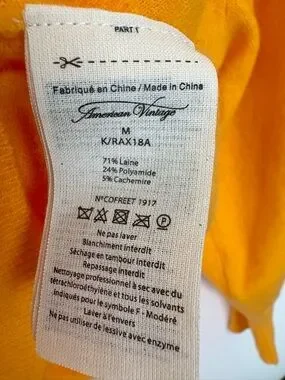 PART 1
Fabriqué en Chine / Made in China
American Vintage
M
K/RAX18A
71% Laine
24% Polyamide
5% Cachemire
N°COFREET 1917
Ne pas laver
Blanchiment interdit
Séchage en tambour interdit
Repassage interdit
Nettoyage professionnel à sec avec du
tétrachloroéthylène et tous les solvants
indiqués pour le symbole F - Modéré
Laver à l'envers
Ne pas utiliser de lessive avec enzyme